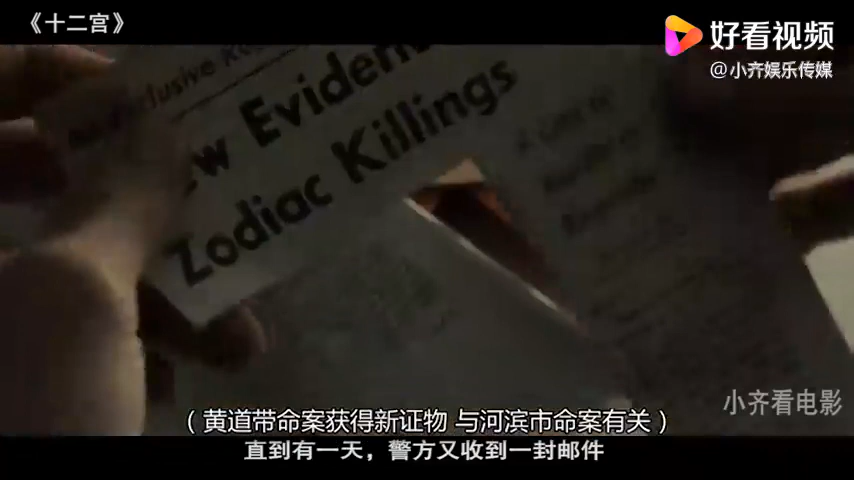 《十二宫》
好看视频
@小齐娱乐传媒
Evidence
Zodiac Killings
小齐看电影
（黄道带命案获得新证物 与河滨市命案有关）
直到有一天，警方又收到一封邮件